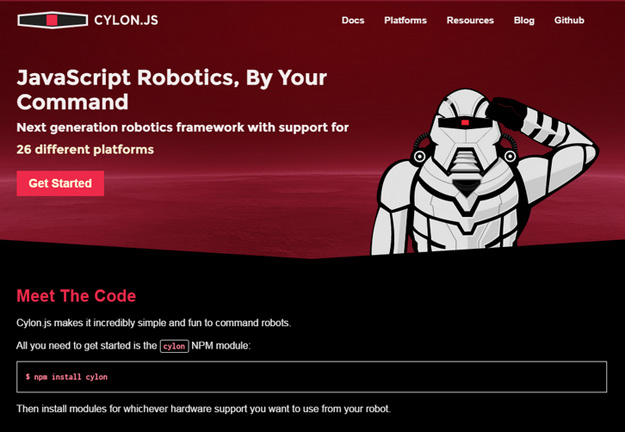 CYLON.JS
Docs Platforms Resources Blog Github
JavaScript Robotics, By Your
Command
Next generation robotics framework with support for
26 different platforms
Get Started
Meet The Code
Cylon.js makes it incredibly simple and fun to command robots.
All you need to get started is the cylon NPM module:
$ npm install cylon
Then install modules for whichever hardware support you want to use from your robot.